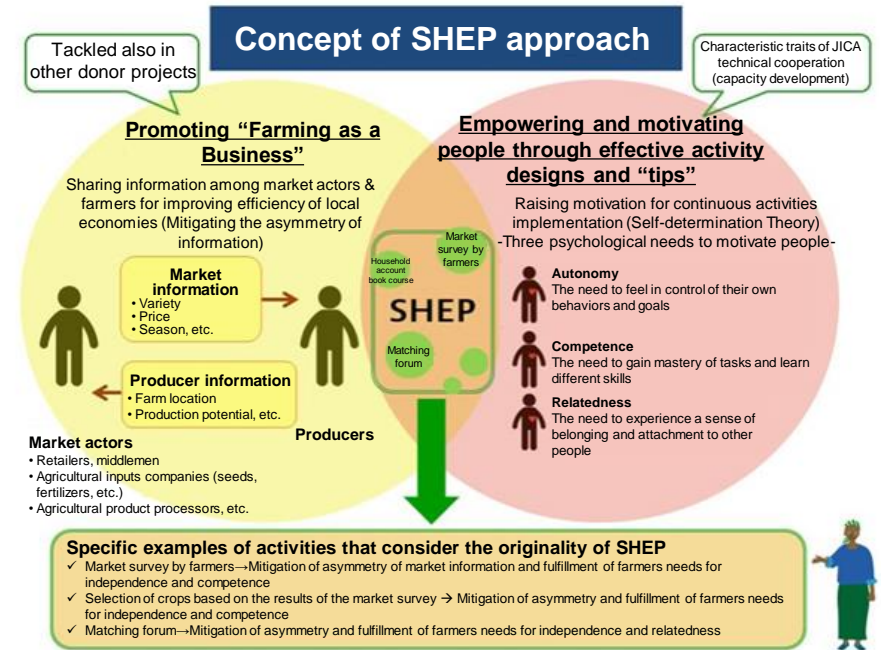 Concept of SHEP approach
Tackled also in
other donor projects
Characteristic traits of JICA
technical cooperation
(capacity development)
Promoting “Farming as a
Business”
Sharing information among market actors &
farmers for improving efficiency of local
economies (Mitigating the asymmetry of
information)
Market
information
• Variety
• Price
• Season, etc.
Producer information
• Farm location
• Production potential, etc.
Producers
Market actors
• Retailers, middlemen
• Agricultural inputs companies (seeds,
fertilizers, etc.)
• Agricultural product processors, etc.
Market
survey by
farmers
Household
account
book course
SHEP
Matching
forum
Empowering and motivating
people through effective activity
designs and “tips”
Raising motivation for continuous activities
implementation (Self-determination Theory)
-Three psychological needs to motivate people-
Autonomy
The need to feel in control of their own
behaviors and goals
Competence
The need to gain mastery of tasks and learn
different skills
Relatedness
The need to experience a sense of
belonging and attachment to other
people
Specific examples of activities that consider the originality of SHEP
✓ Market survey by farmers→Mitigation of asymmetry of market information and fulfillment of farmers needs for
independence and competence
✓ Selection of crops based on the results of the market survey → Mitigation of asymmetry and fulfillment of farmers needs
for independence and competence
✓ Matching forum→Mitigation of asymmetry and fulfillment of farmers needs for independence and relatedness